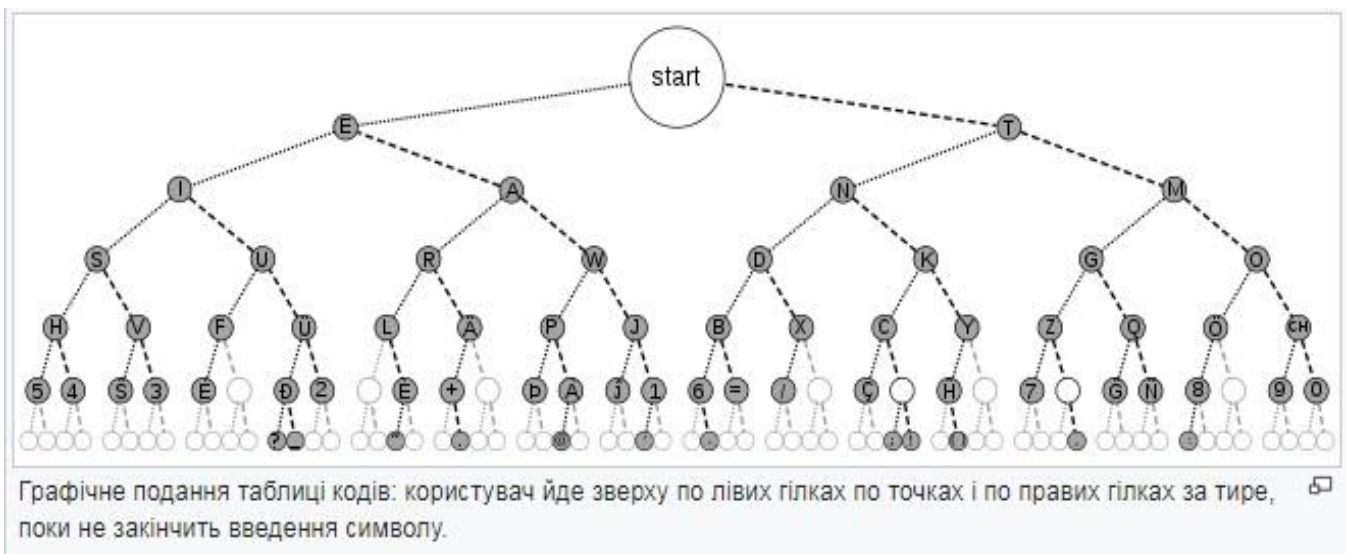 start
E T
I A N M
S U R W D K G O
H V F Ü L Ä P J B X C Y Z Q Ö CH
5 4 Ŝ 3 É Ð 2 È + Þ À Ĵ 1 6 = / Ç Ĥ 7 Ĝ Ñ 8 9 0
? _ " . @ ' - ; ! () , :
Графічне подання таблиці кодів: користувач йде зверху по лівих гілках по точках і по правих гілках за тире,
поки не закінчить введення символу.